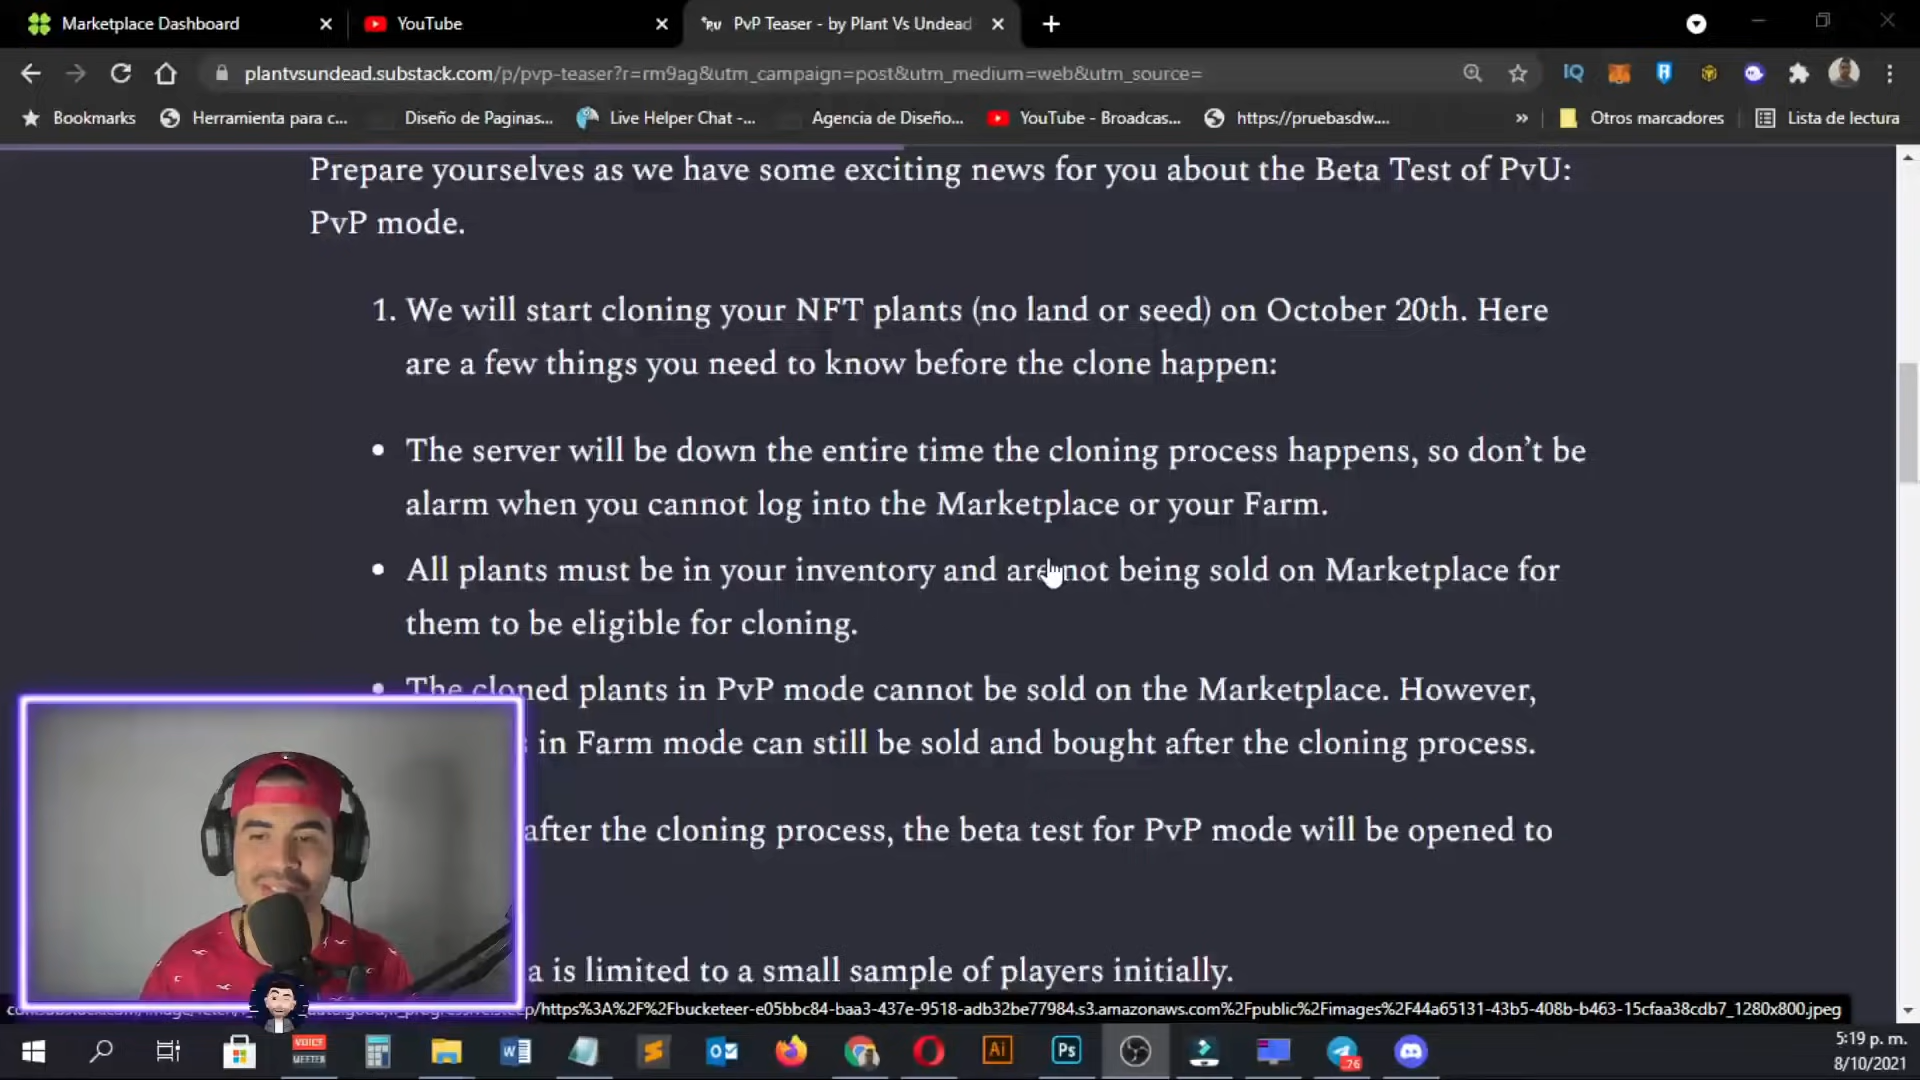 Marketplace Dashboard
YouTube
PvP Teaser - by Plant Vs Undead
plantvsundead.substack.com/p/pvp-teaser?r=rm9ag&utm_campaign=post&utm_medium=web&utm_source=
Bookmarks
Herramienta para c...
Diseño de Paginas...
Live Helper Chat -...
Agencia de Diseño...
YouTube - Broadcas...
https://pruebasdw....
»
Otros marcadores
Lista de lectura
Prepare yourselves as we have some exciting news for you about the Beta Test of PvU:
PvP mode.
1. We will start cloning your NFT plants (no land or seed) on October 20th. Here
are a few things you need to know before the clone happen:
• The server will be down the entire time the cloning process happens, so don’t be
alarm when you cannot log into the Marketplace or your Farm.
• All plants must be in your inventory and are not being sold on Marketplace for
them to be eligible for cloning.
• The cloned plants in PvP mode cannot be sold on the Marketplace. However,
in Farm mode can still be sold and bought after the cloning process.
after the cloning process, the beta test for PvP mode will be opened to
a is limited to a small sample of players initially.
/https%3A%2F%2Fbucketeer-e05bbc84-baa3-437e-9518-adb32be77984.s3.amazonaws.com%2Fpublic%2Fimages%2F44a65131-43b5-408b-b463-15cfaa38cdb7_1280x800.jpeg
VOICE
MEETER
Ai
Ps
76
5:19 p. m.
8/10/2021